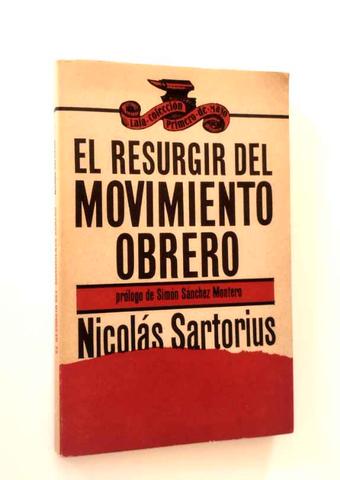 Laia·colección Primero·de·Mayo
EL RESURGIR DEL
MOVIMIENTO
OBRERO
prólogo de Simón Sánchez Montero
Nicolás Sartorius